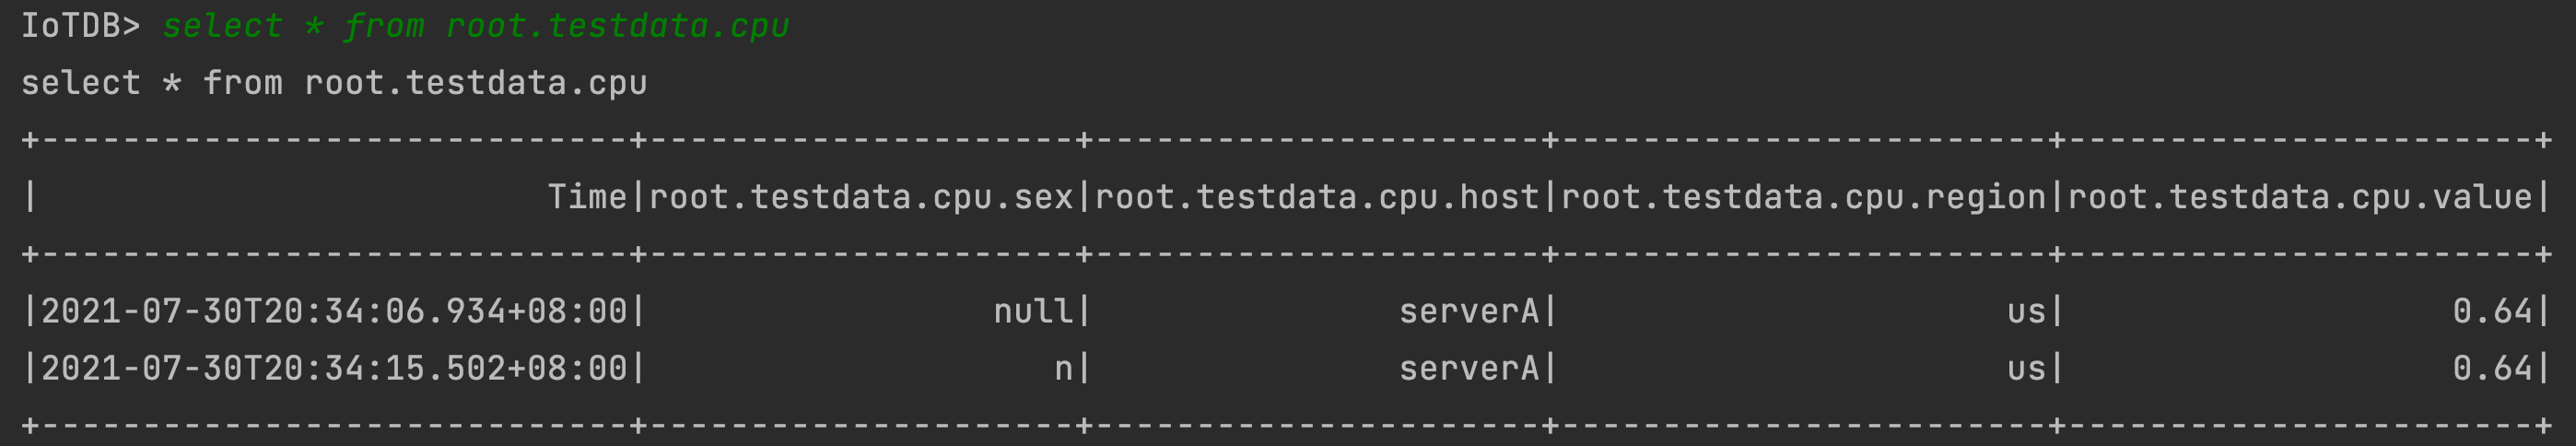 IoTDB> select * from root.testdata.cpu
select * from root.testdata.cpu
+-----------------------------+---------------------+----------------------+------------------------+-----------------------+
|                         Time|root.testdata.cpu.sex|root.testdata.cpu.host|root.testdata.cpu.region|root.testdata.cpu.value|
+-----------------------------+---------------------+----------------------+------------------------+-----------------------+
|2021-07-30T20:34:06.934+08:00|                 null|               serverA|                      us|                   0.64|
|2021-07-30T20:34:15.502+08:00|                    n|               serverA|                      us|                   0.64|
+-----------------------------+---------------------+----------------------+------------------------+-----------------------+